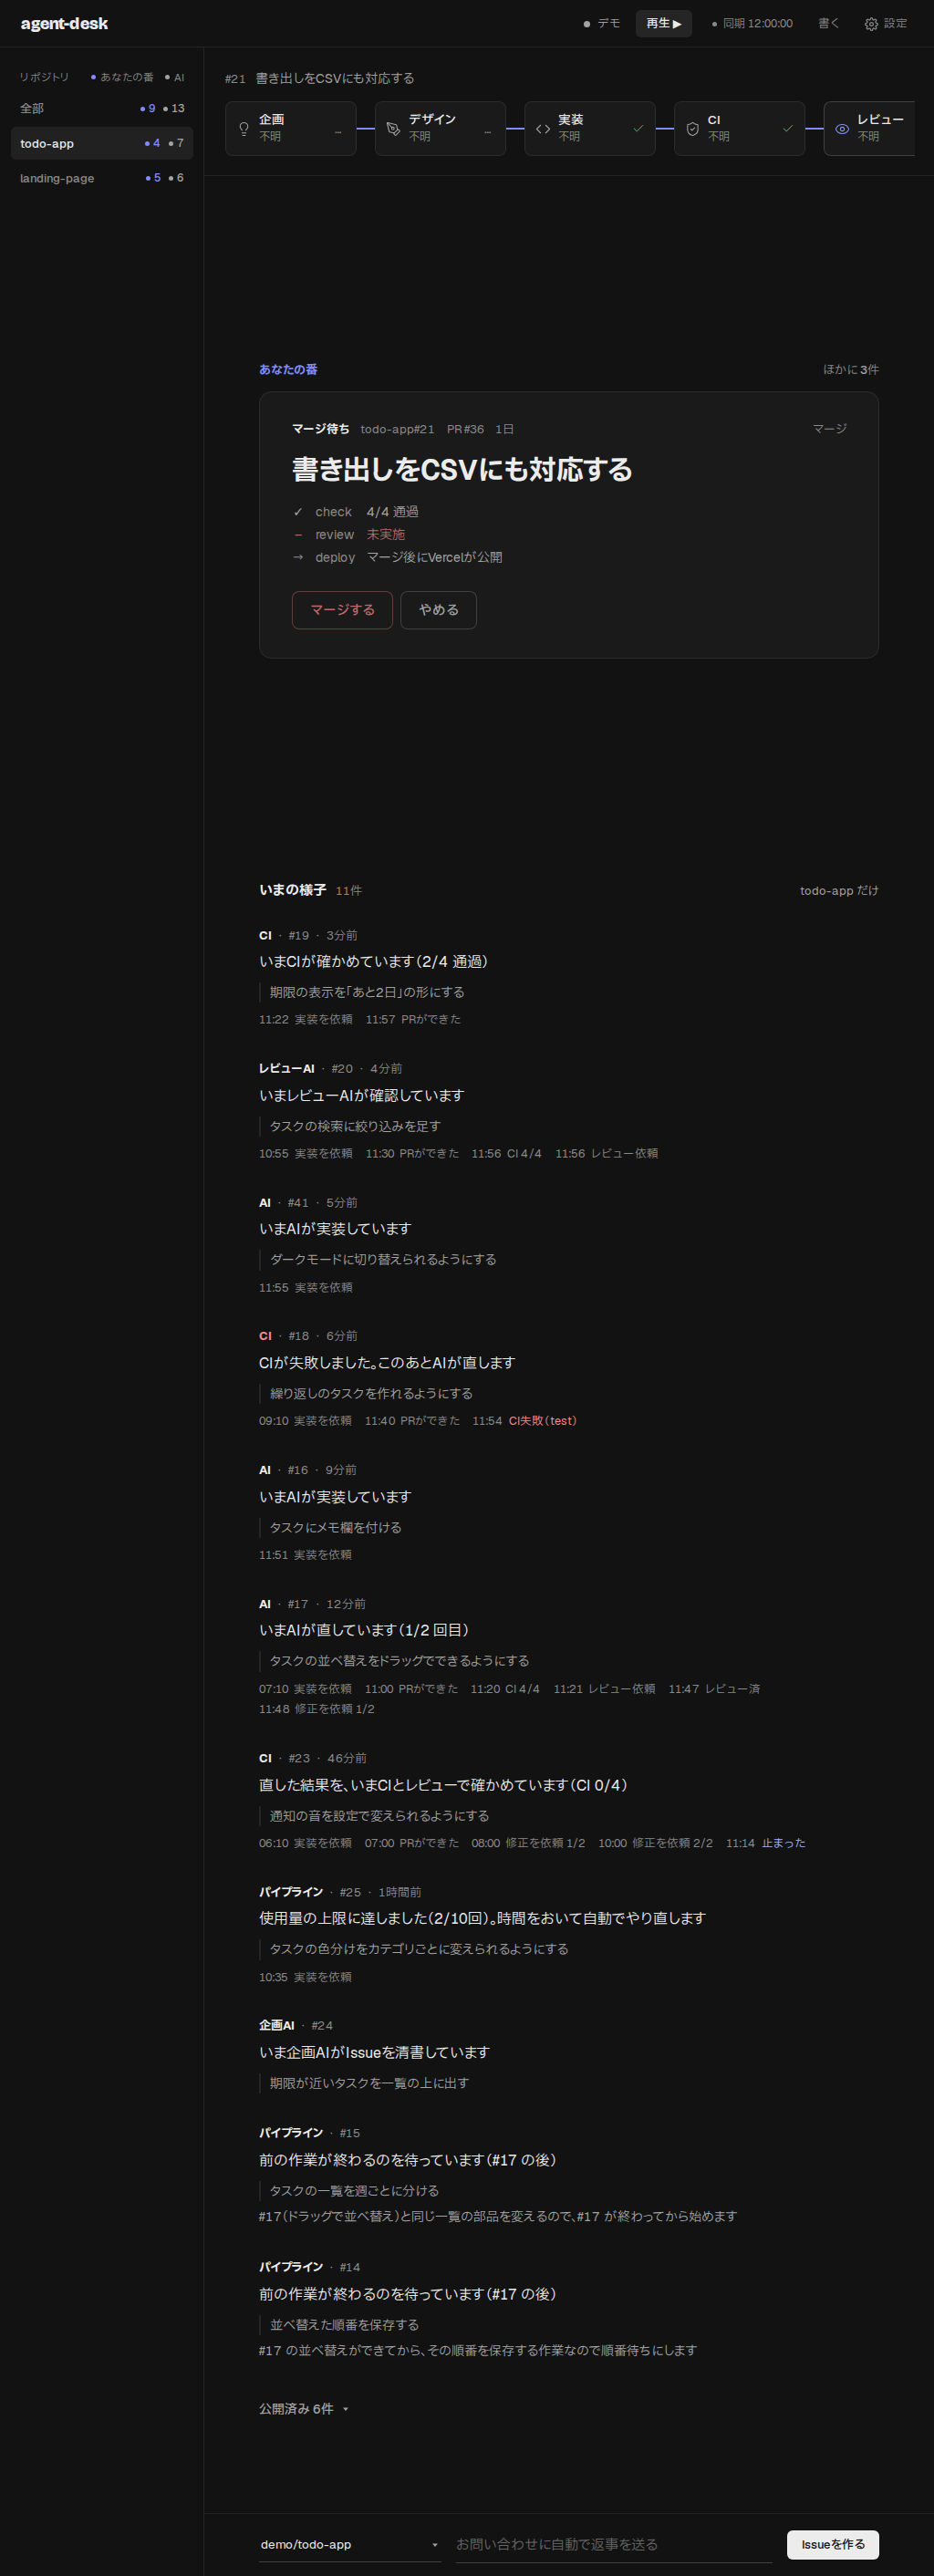 agent-desk
デモ 再生▶ 同期 12:00:00 書く 設定
リポジトリ あなたの番 AI
全部 9 13
todo-app 4 7
landing-page 5 6
#21 書き出しをCSVにも対応する
企画 不明 …
デザイン 不明 …
実装 不明 ✓
CI 不明 ✓
レビュー 不明
あなたの番 ほかに3件
マージ待ち todo-app#21 PR#36 1日 マージ
書き出しをCSVにも対応する
✓ check 4/4 通過
– review 未実施
→ deploy マージ後にVercelが公開
マージする やめる
いまの様子 11件 todo-app だけ
CI · #19 · 3分前
いまCIが確かめています(2/4 通過)
期限の表示を「あと2日」の形にする
11:22 実装を依頼 11:57 PRができた
レビューAI · #20 · 4分前
いまレビューAIが確認しています
タスクの検索に絞り込みを足す
10:55 実装を依頼 11:30 PRができた 11:56 CI 4/4 11:56 レビュー依頼
AI · #41 · 5分前
いまAIが実装しています
ダークモードに切り替えられるようにする
11:55 実装を依頼
CI · #18 · 6分前
CIが失敗しました。このあとAIが直します
繰り返しのタスクを作れるようにする
09:10 実装を依頼 11:40 PRができた 11:54 CI失敗(test)
AI · #16 · 9分前
いまAIが実装しています
タスクにメモ欄を付ける
11:51 実装を依頼
AI · #17 · 12分前
いまAIが直しています(1/2 回目)
タスクの並べ替えをドラッグでできるようにする
07:10 実装を依頼 11:00 PRができた 11:20 CI 4/4 11:21 レビュー依頼 11:47 レビュー済
11:48 修正を依頼 1/2
CI · #23 · 46分前
直した結果を、いまCIとレビューで確かめています(CI 0/4)
通知の音を設定で変えられるようにする
06:10 実装を依頼 07:00 PRができた 08:00 修正を依頼 1/2 10:00 修正を依頼 2/2 11:14 止まった
パイプライン · #25 · 1時間前
使用量の上限に達しました(2/10回)。時間をおいて自動でやり直します
タスクの色分けをカテゴリごとに変えられるようにする
10:35 実装を依頼
企画AI · #24
いま企画AIがIssueを清書しています
期限が近いタスクを一覧の上に出す
パイプライン · #15
前の作業が終わるのを待っています(#17 の後)
タスクの一覧を週ごとに分ける
#17(ドラッグで並べ替え)と同じ一覧の部品を変えるので、#17 が終わってから始めます
パイプライン · #14
前の作業が終わるのを待っています(#17 の後)
並べ替えた順番を保存する
#17 の並べ替えができてから、その順番を保存する作業なので順番待ちにします
公開済み 6件
demo/todo-app お問い合わせに自動で返事を送る Issueを作る